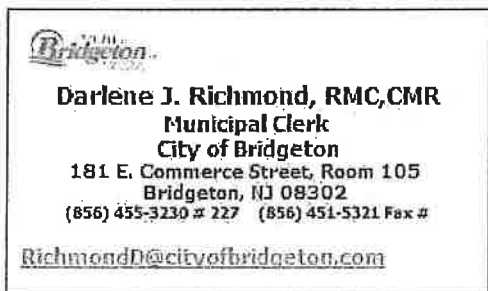 Bridgeton
Darlene J. Richmond, RMC,CMR
Municipal Clerk
City of Bridgeton
181 E. Commerce Street, Room 105
Bridgeton, NJ 08302
(856) 455-3230 # 227 (856) 451-5321 Fax #
RichmondD@cityofbridgeton.com